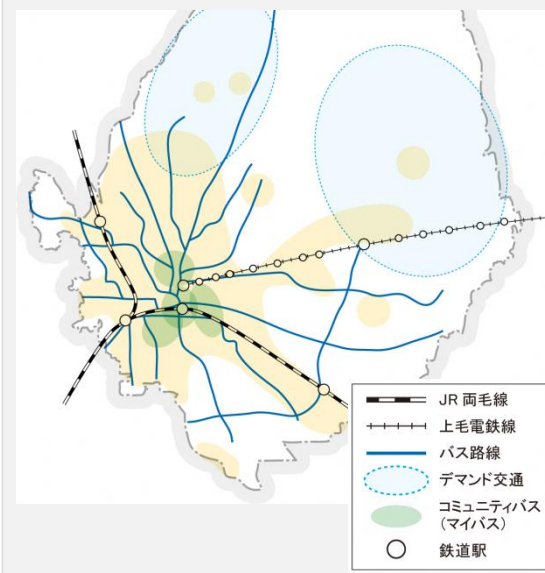 JR 両毛線
上毛電鉄線
バス路線
デマンド交通
コミュニティバス
(マイバス)
鉄道駅